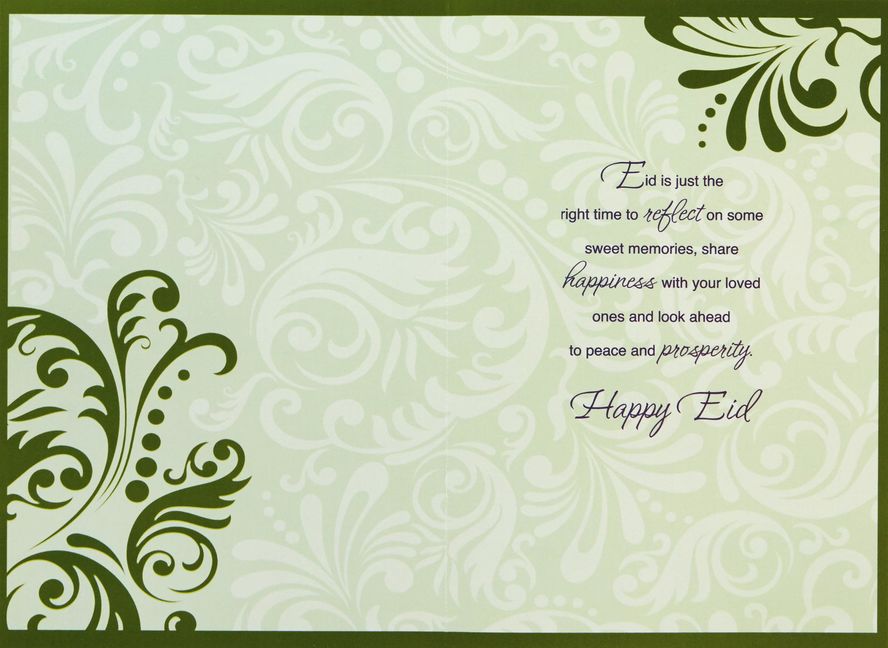 Eid is just the
right time to reflect on some
sweet memories, share
happiness with your loved
ones and look ahead
to peace and prosperity.
Happy Eid